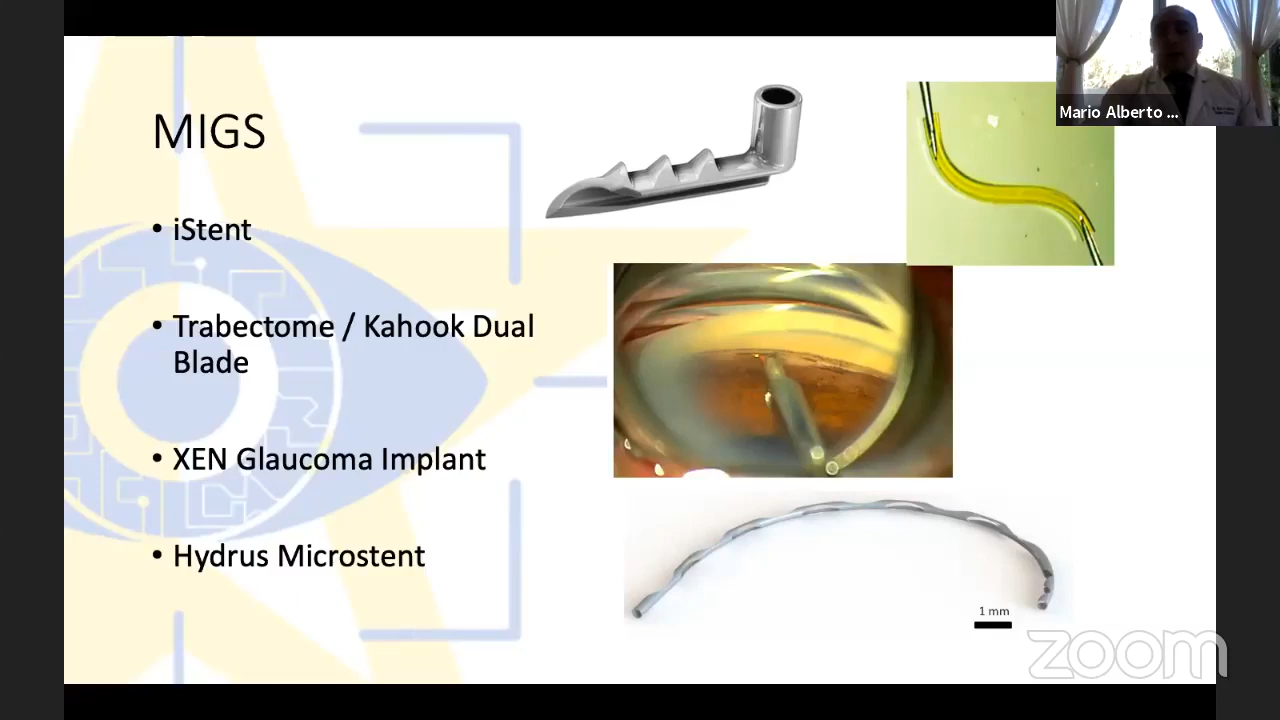 Mario Alberto ...
MIGS
• iStent
• Trabectome / Kahook Dual
Blade
• XEN Glaucoma Implant
• Hydrus Microstent
1 mm
zoom